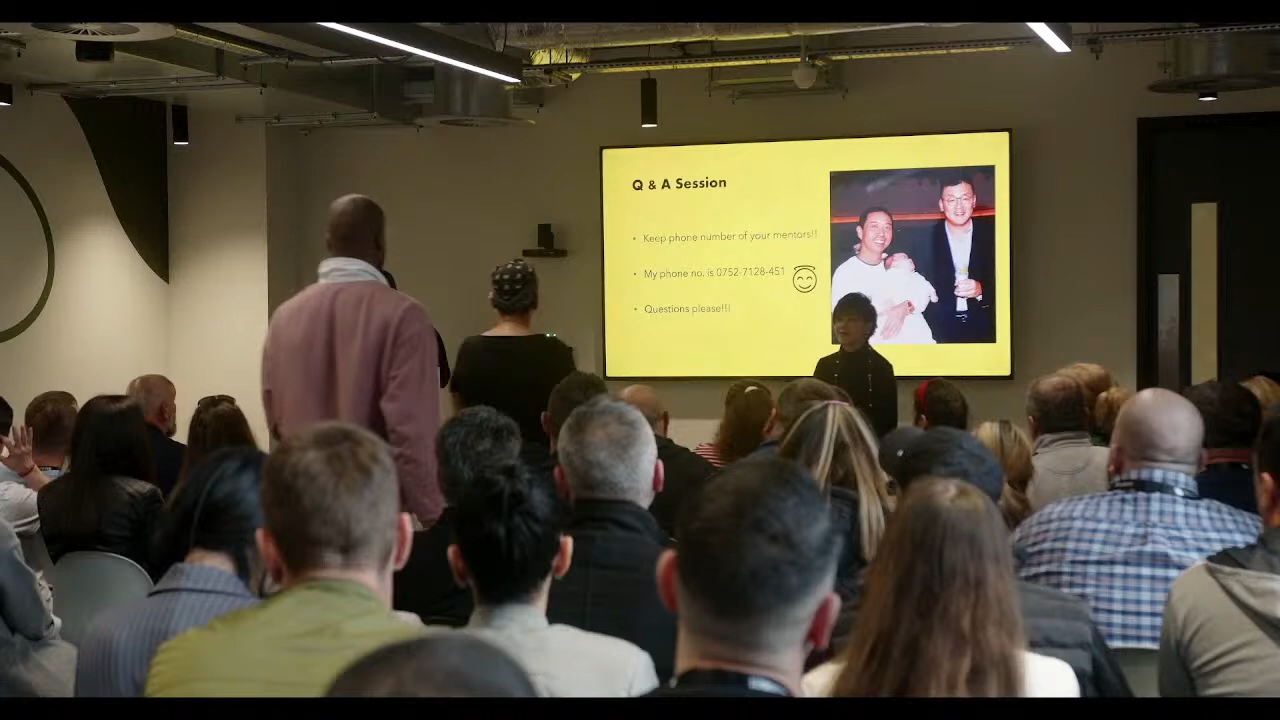 Q & A Session
• Keep phone number of your mentors!!
• My phone no. is 0752-7128-451
• Questions please!!!